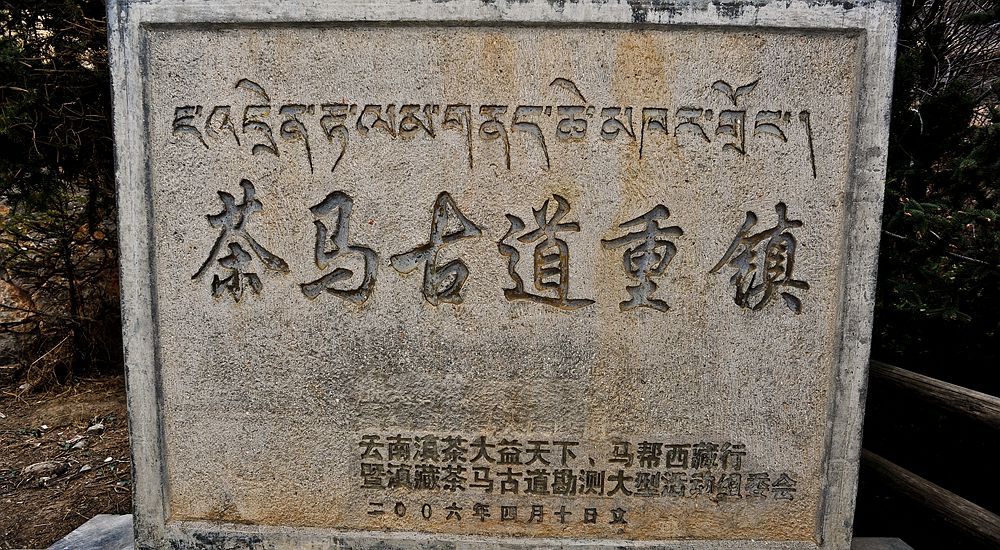 ཇ་འདྲེན་རྟ་ལམ་གནད་ཆེ་མཁར་གྲོང་།
茶马古道重镇
云南滇茶大益天下、马帮西藏行
暨滇藏茶马古道勘测大型活动组委会
二00六年四月十日立